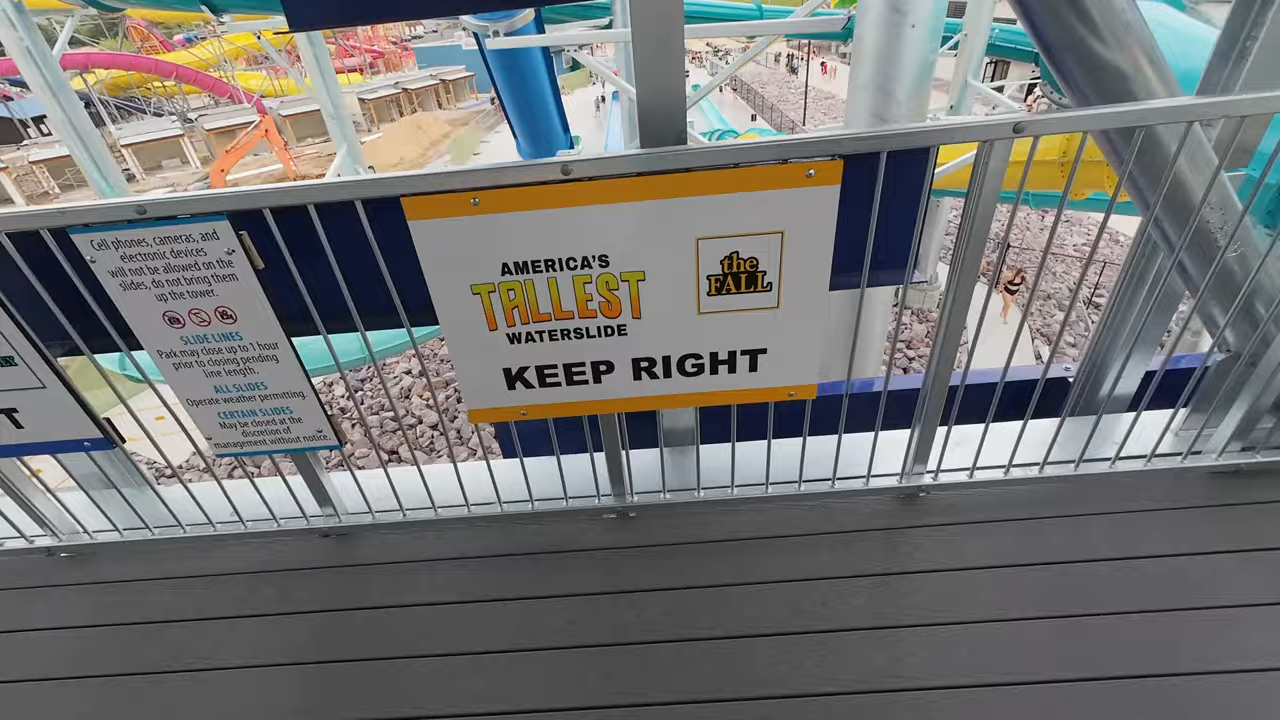 T
Cell phones, cameras, and
electronic devices
will not be allowed on the
slides, do not bring them
up the tower.
SLIDE LINES
Park may close up to 1 hour
prior to closing pending
line length.
ALL SLIDES
Operate weather permitting.
CERTAIN SLIDES
May be closed at the
discretion of
management without notice.
AMERICA'S
TALLEST
WATERSLIDE
the
FALL
KEEP RIGHT